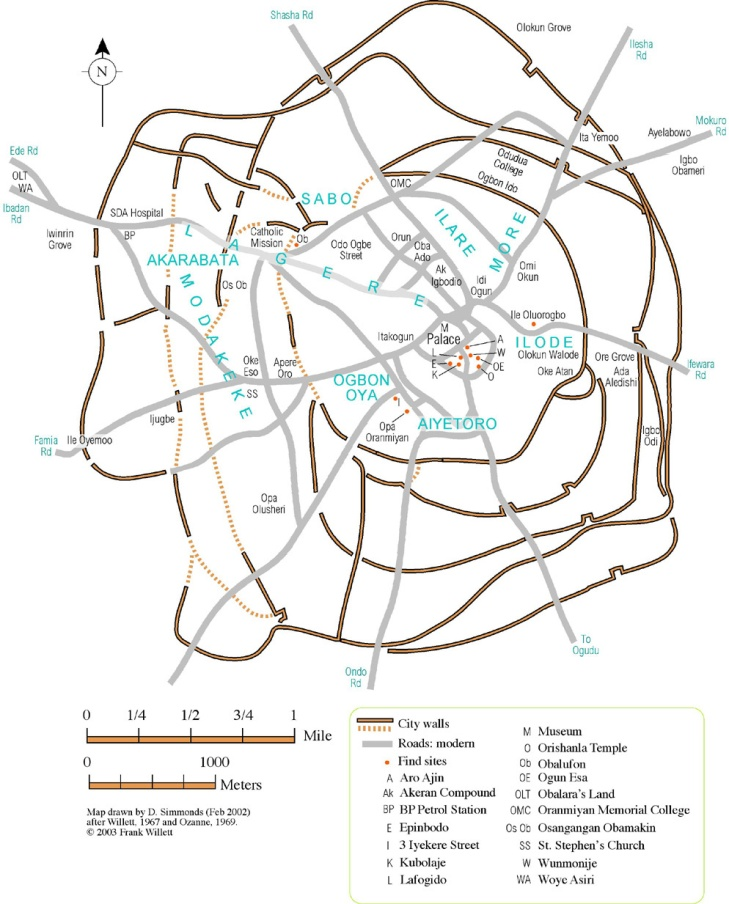 Shasha Rd
Olokun Grove
Ilesha
Rd
N
Mokuro
Rd
Ita Yemoo
Ayelabowo
Igbo
Obameri
Ede Rd
OLT
WA
Ibadan
Rd
Odudua
College
Ogbon Ido
OMC
SABO
SDA Hospital
BP
Iwinrin
Grove
LAGERE
Catholic
Mission
Ob
Odo Ogbe
Street
Orun
Oba
Ado
ILARE
MORE
AKARABATA
MODAKEKE
Os Ob
Ak
Igbodio
Idi
Ogun
Omi
Okun
Ile Oluorogbo
M
Palace
Itakogun
A
W
OE
O
L
E
K
ILODE
Olokun Walode
Oke Atan
Ore Grove
Ada
Aledishi
Ifewara
Rd
Oke
Eso
Apere
Oro
SS
OGBON
OYA
I
Opa
Oranmiyan
AIYETORO
Ijugbe
Igbo
Odi
Famia
Rd
Ile Oyemoo
Opa
Olusheri
Ondo
Rd
To
Ogudu
0 1/4 1/2 3/4 1
Mile
0 1000
Meters
Map drawn by D. Simmonds (Feb 2002)
after Willett, 1967 and Ozanne, 1969.
© 2003 Frank Willett
City walls
Roads: modern
Find sites
A Aro Ajin
Ak Akeran Compound
BP BP Petrol Station
E Epinbodo
I 3 Iyekere Street
K Kubolaje
L Lafogido
M Museum
O Orishanla Temple
Ob Obalufon
OE Ogun Esa
OLT Obalara's Land
OMC Oranmiyan Memorial College
Os Ob Osangangan Obamakin
SS St. Stephen's Church
W Wunmonije
WA Woye Asiri